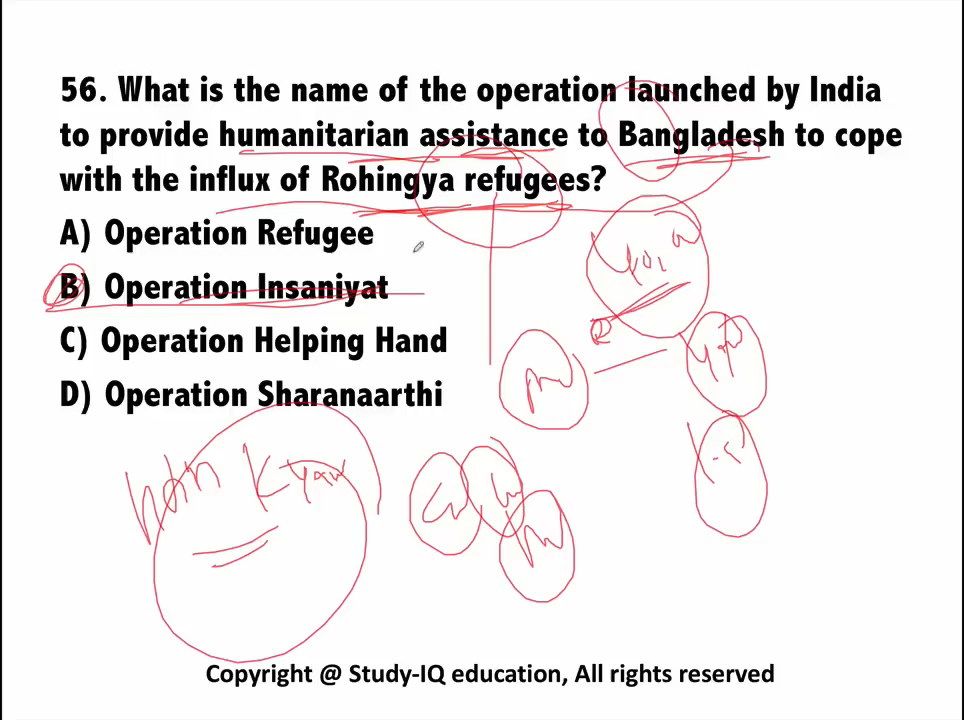 56. What is the name of the operation launched by India
to provide humanitarian assistance to Bangladesh to cope
with the influx of Rohingya refugees?
A) Operation Refugee
B) Operation Insaniyat
C) Operation Helping Hand
D) Operation Sharanaarthi
Htin Kyaw
Copyright @ Study-IQ education, All rights reserved